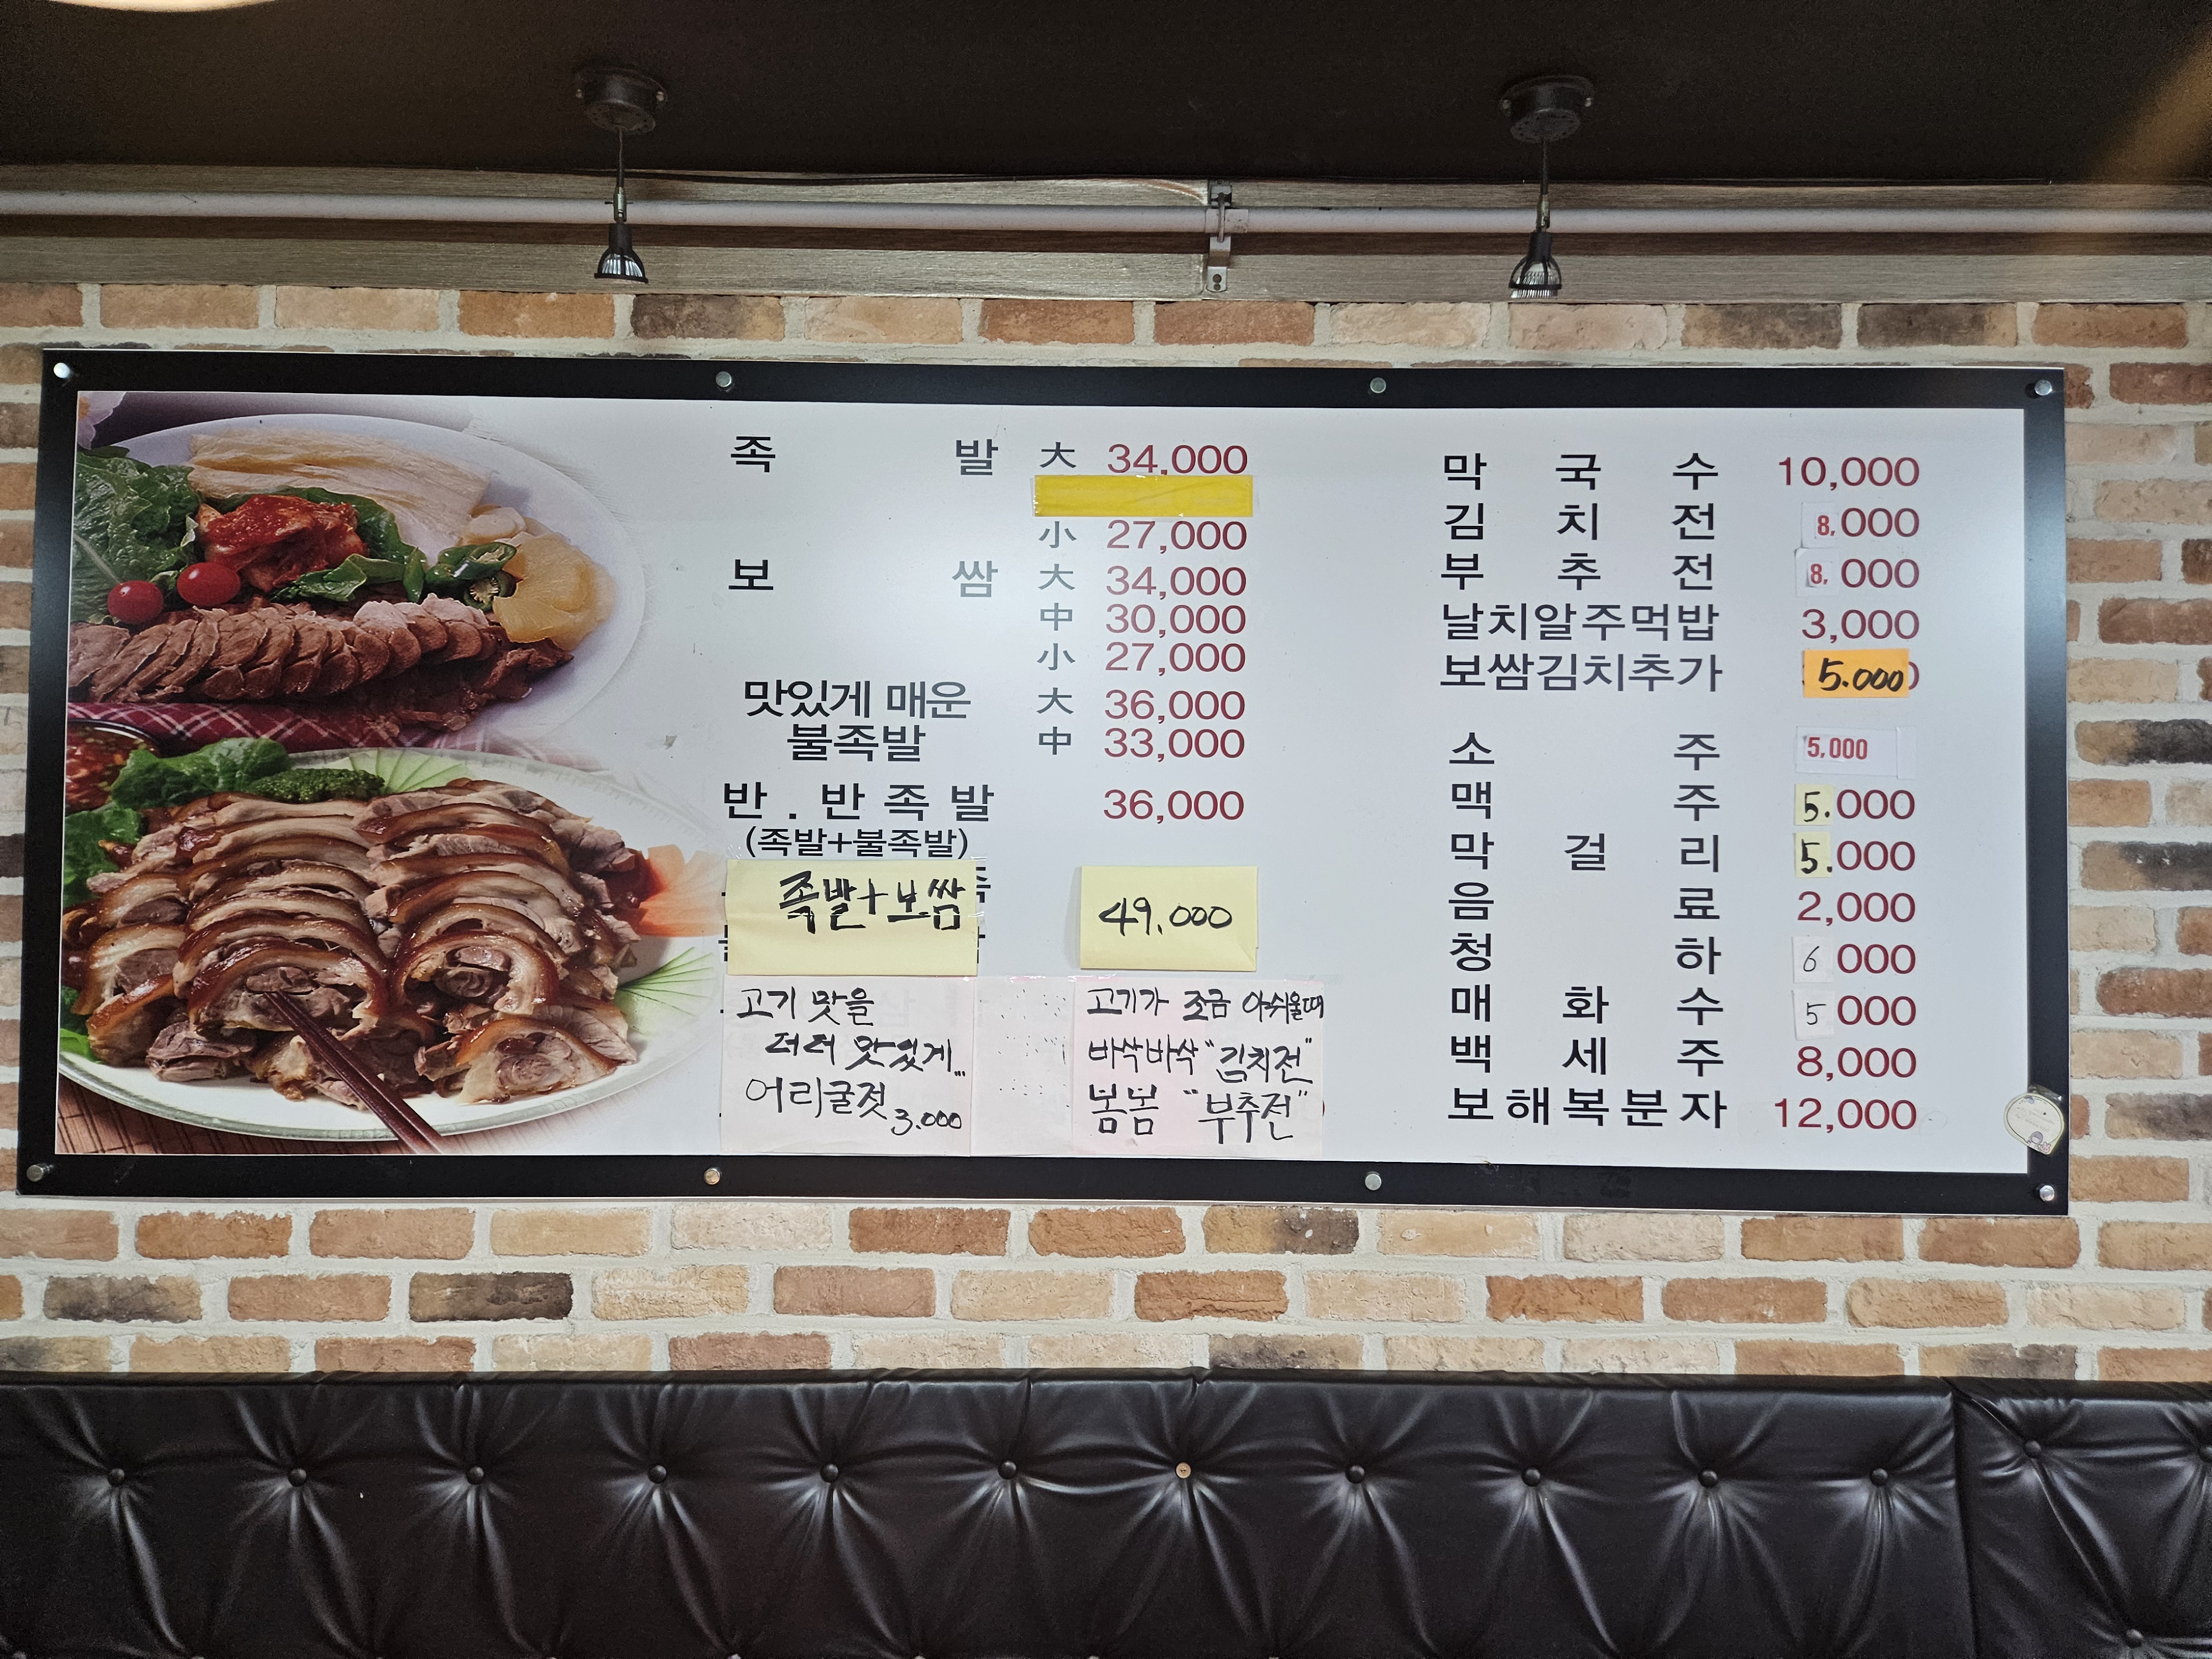 족발 大 34,000
小 27,000
보쌈 大 34,000
中 30,000
小 27,000
맛있게 매운 大 36,000
불족발 中 33,000
반.반족발 36,000
(족발+불족발)
족발+보쌈 49.000
고기 맛을
더더 맛있게...
어리굴젓 3.000
고기가 조금 아쉬울때
바삭바삭 "김치전"
봄봄 "부추전"
막국수 10,000
김치전 8,000
부추전 8,000
날치알주먹밥 3,000
보쌈김치추가 5.000
소주 5,000
맥주 5.000
막걸리 5.000
음료 2,000
청하 6 000
매화수 5 000
백세주 8,000
보해복분자 12,000